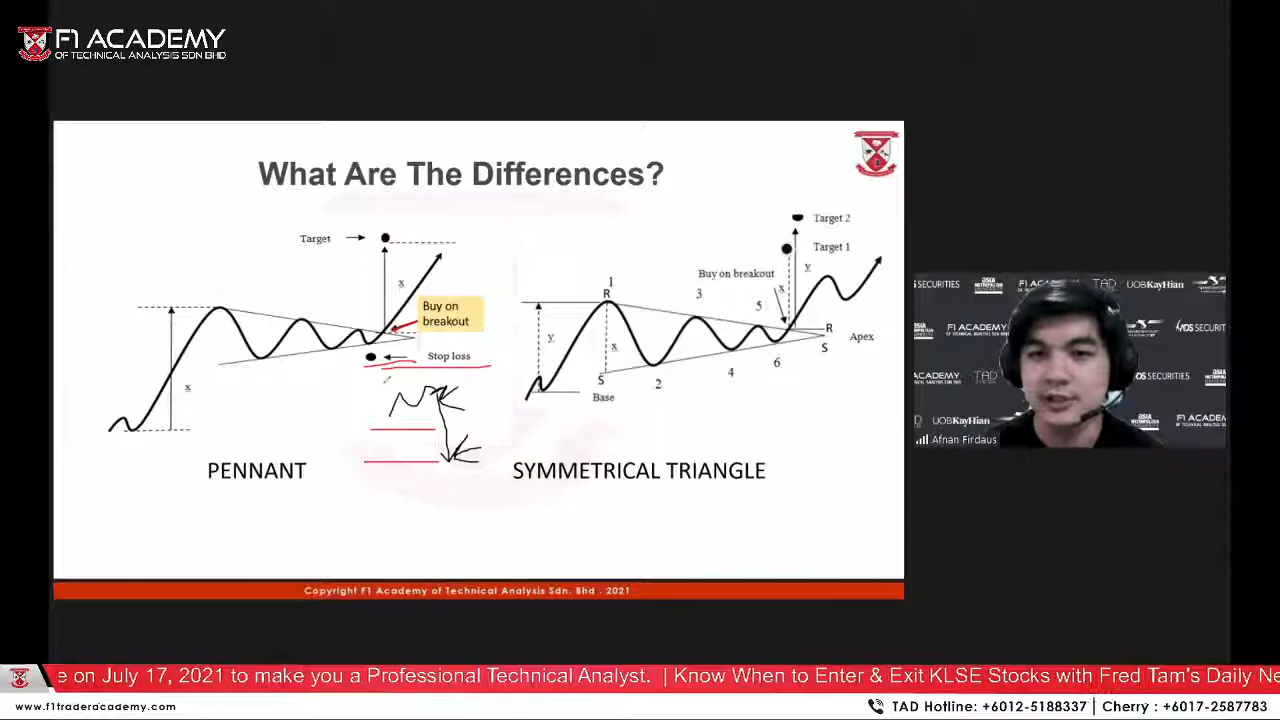 F1 ACADEMY
OF TECHNICAL ANALYSIS SDN BHD
What Are The Differences?
Target
x
Buy on
breakout
Stop loss
x
PENNANT
Target 2
Target 1
y
Buy on breakout
x
1
R
3
5
R
S
Apex
y
x
S
2
4
6
Base
SYMMETRICAL TRIANGLE
Copyright F1 Academy of Technical Analysis Sdn. Bhd . 2021
SECURITIES
UOBKayHian
F1 ACADEMY
TAD
UOBKayHian
Afnan Firdaus
e on July 17, 2021 to make you a Professional Technical Analyst. | Know When to Enter & Exit KLSE Stocks with Fred Tam's Daily Ne
www.f1traderacademy.com
TAD Hotline: +6012-5188337 | Cherry : +6017-2587783